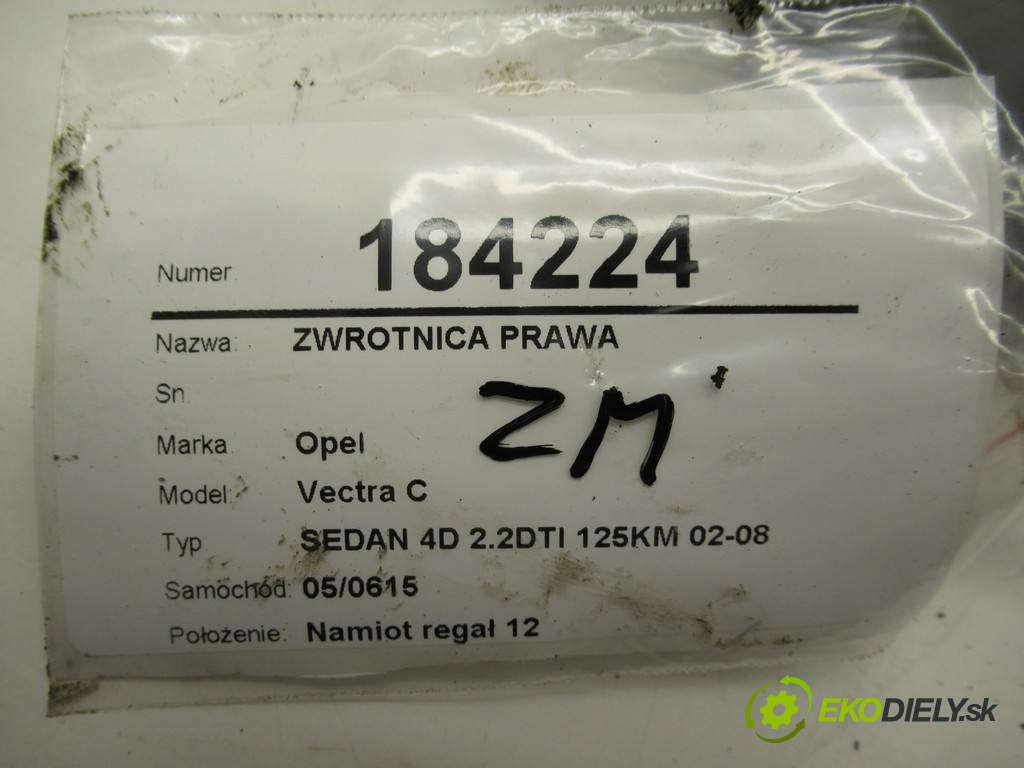 Numer 184224
Nazwa: ZWROTNICA PRAWA
Sn
ZM
Marka Opel
Model: Vectra C
Typ SEDAN 4D 2.2DTI 125KM 02-08
Samochód: 05/0615
Położenie: Namiot regał 12
EKODIELY.sk